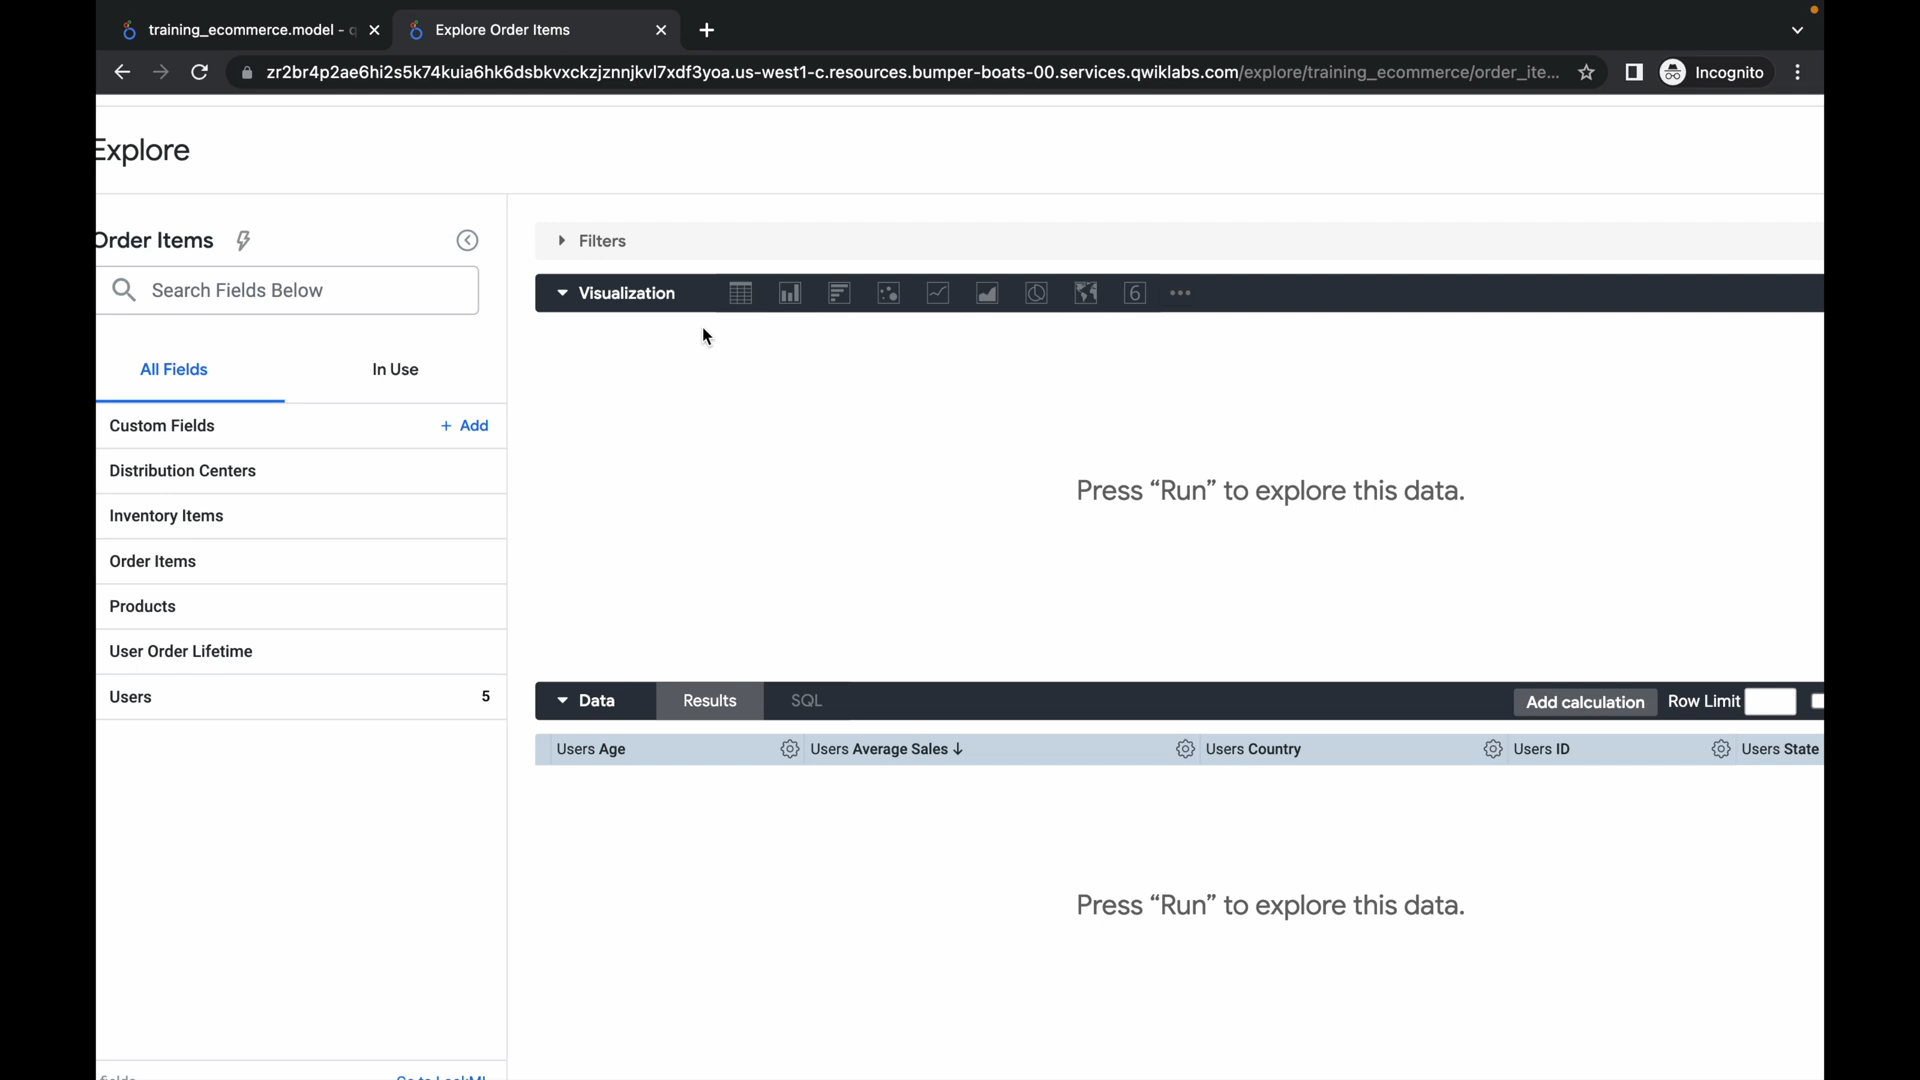 training_ecommerce.model - q
Explore Order Items
zr2br4p2ae6hi2s5k74kuia6hk6dsbkvxckzjznnjkvl7xdf3yoa.us-west1-c.resources.bumper-boats-00.services.qwiklabs.com/explore/training_ecommerce/order_ite...
Incognito
Explore
Order Items
Filters
Search Fields Below
Visualization
6
All Fields
In Use
Custom Fields
+ Add
Distribution Centers
Press “Run” to explore this data.
Inventory Items
Order Items
Products
User Order Lifetime
Users 5
Data
Results
SQL
Add calculation
Row Limit
Users Age
Users Average Sales ↓
Users Country
Users ID
Users State
Press “Run” to explore this data.